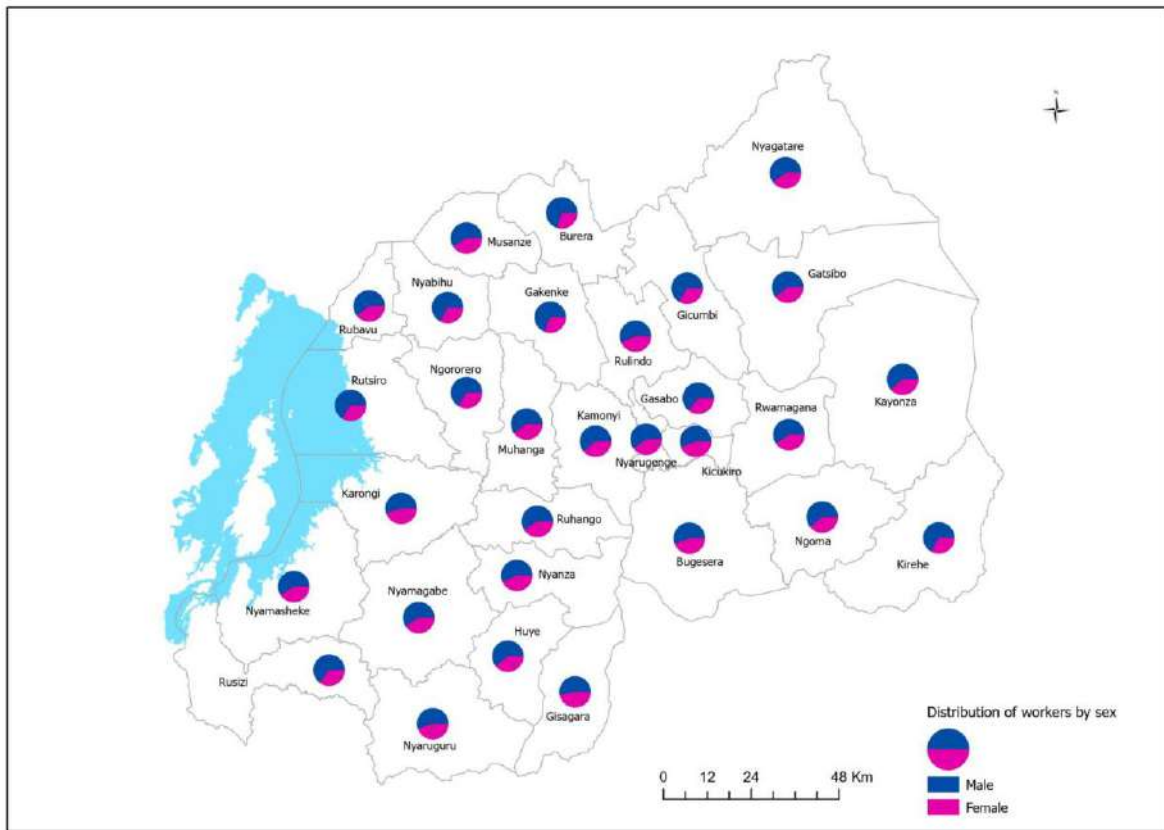 N
Nyagatare
Burera
Musanze
Gatsibo
Nyabihu
Gakenke
Gicumbi
Rubavu
Rulindo
Rutsiro
Ngororero
Gasabo
Rwamagana
Kayonza
Kamonyi
Muhanga
Nyarugenge
Kicukiro
Karongi
Ruhango
Ngoma
Bugesera
Kirehe
Nyanza
Nyamagabe
Nyamasheke
Huye
Rusizi
Gisagara
Nyaruguru
Distribution of workers by sex
Male
Female
0 12 24 48 Km